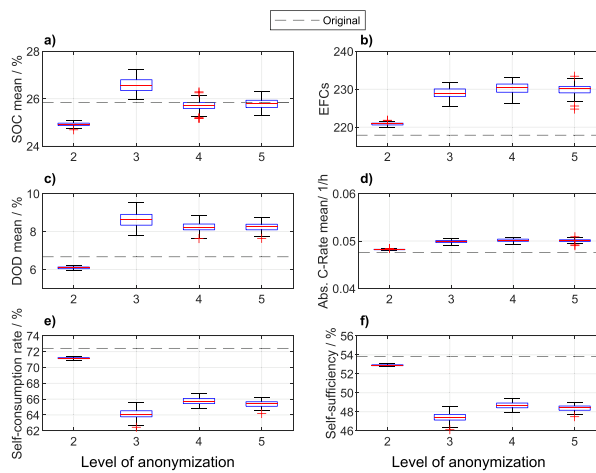 Original
a)
b)
SOC mean / %
28
26
24
2 3 4 5
EFCs
240
230
220
2 3 4 5
c)
d)
DOD mean / %
10
8
6
2 3 4 5
Abs. C-Rate mean/ 1/h
0.06
0.05
0.04
2 3 4 5
e)
f)
Self-consumption rate / %
74
72
70
68
66
64
62
2 3 4 5
Self-sufficiency / %
56
54
52
50
48
46
2 3 4 5
Level of anonymization
Level of anonymization